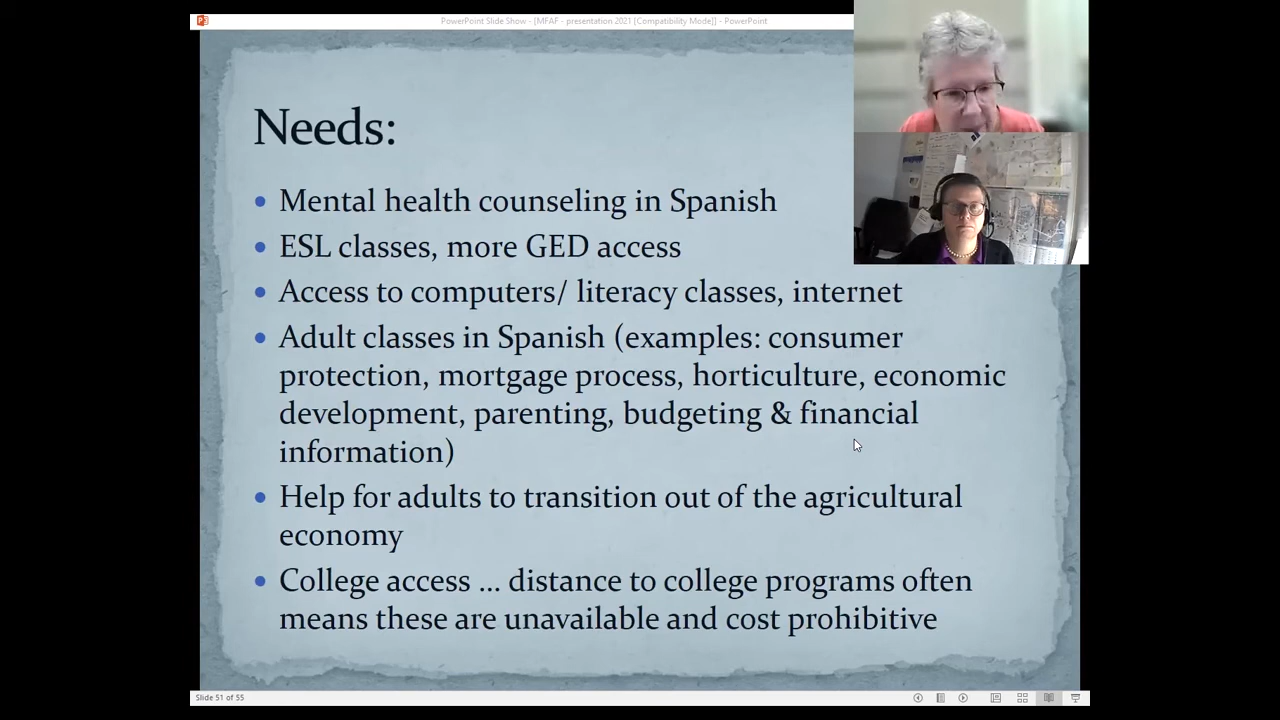 PowerPoint Slide Show - [MFAF - presentation 2021 [Compatibility Mode]] - PowerPoint
Needs:
• Mental health counseling in Spanish
• ESL classes, more GED access
• Access to computers/ literacy classes, internet
• Adult classes in Spanish (examples: consumer
protection, mortgage process, horticulture, economic
development, parenting, budgeting & financial
information)
• Help for adults to transition out of the agricultural
economy
• College access ... distance to college programs often
means these are unavailable and cost prohibitive
Slide 51 of 55